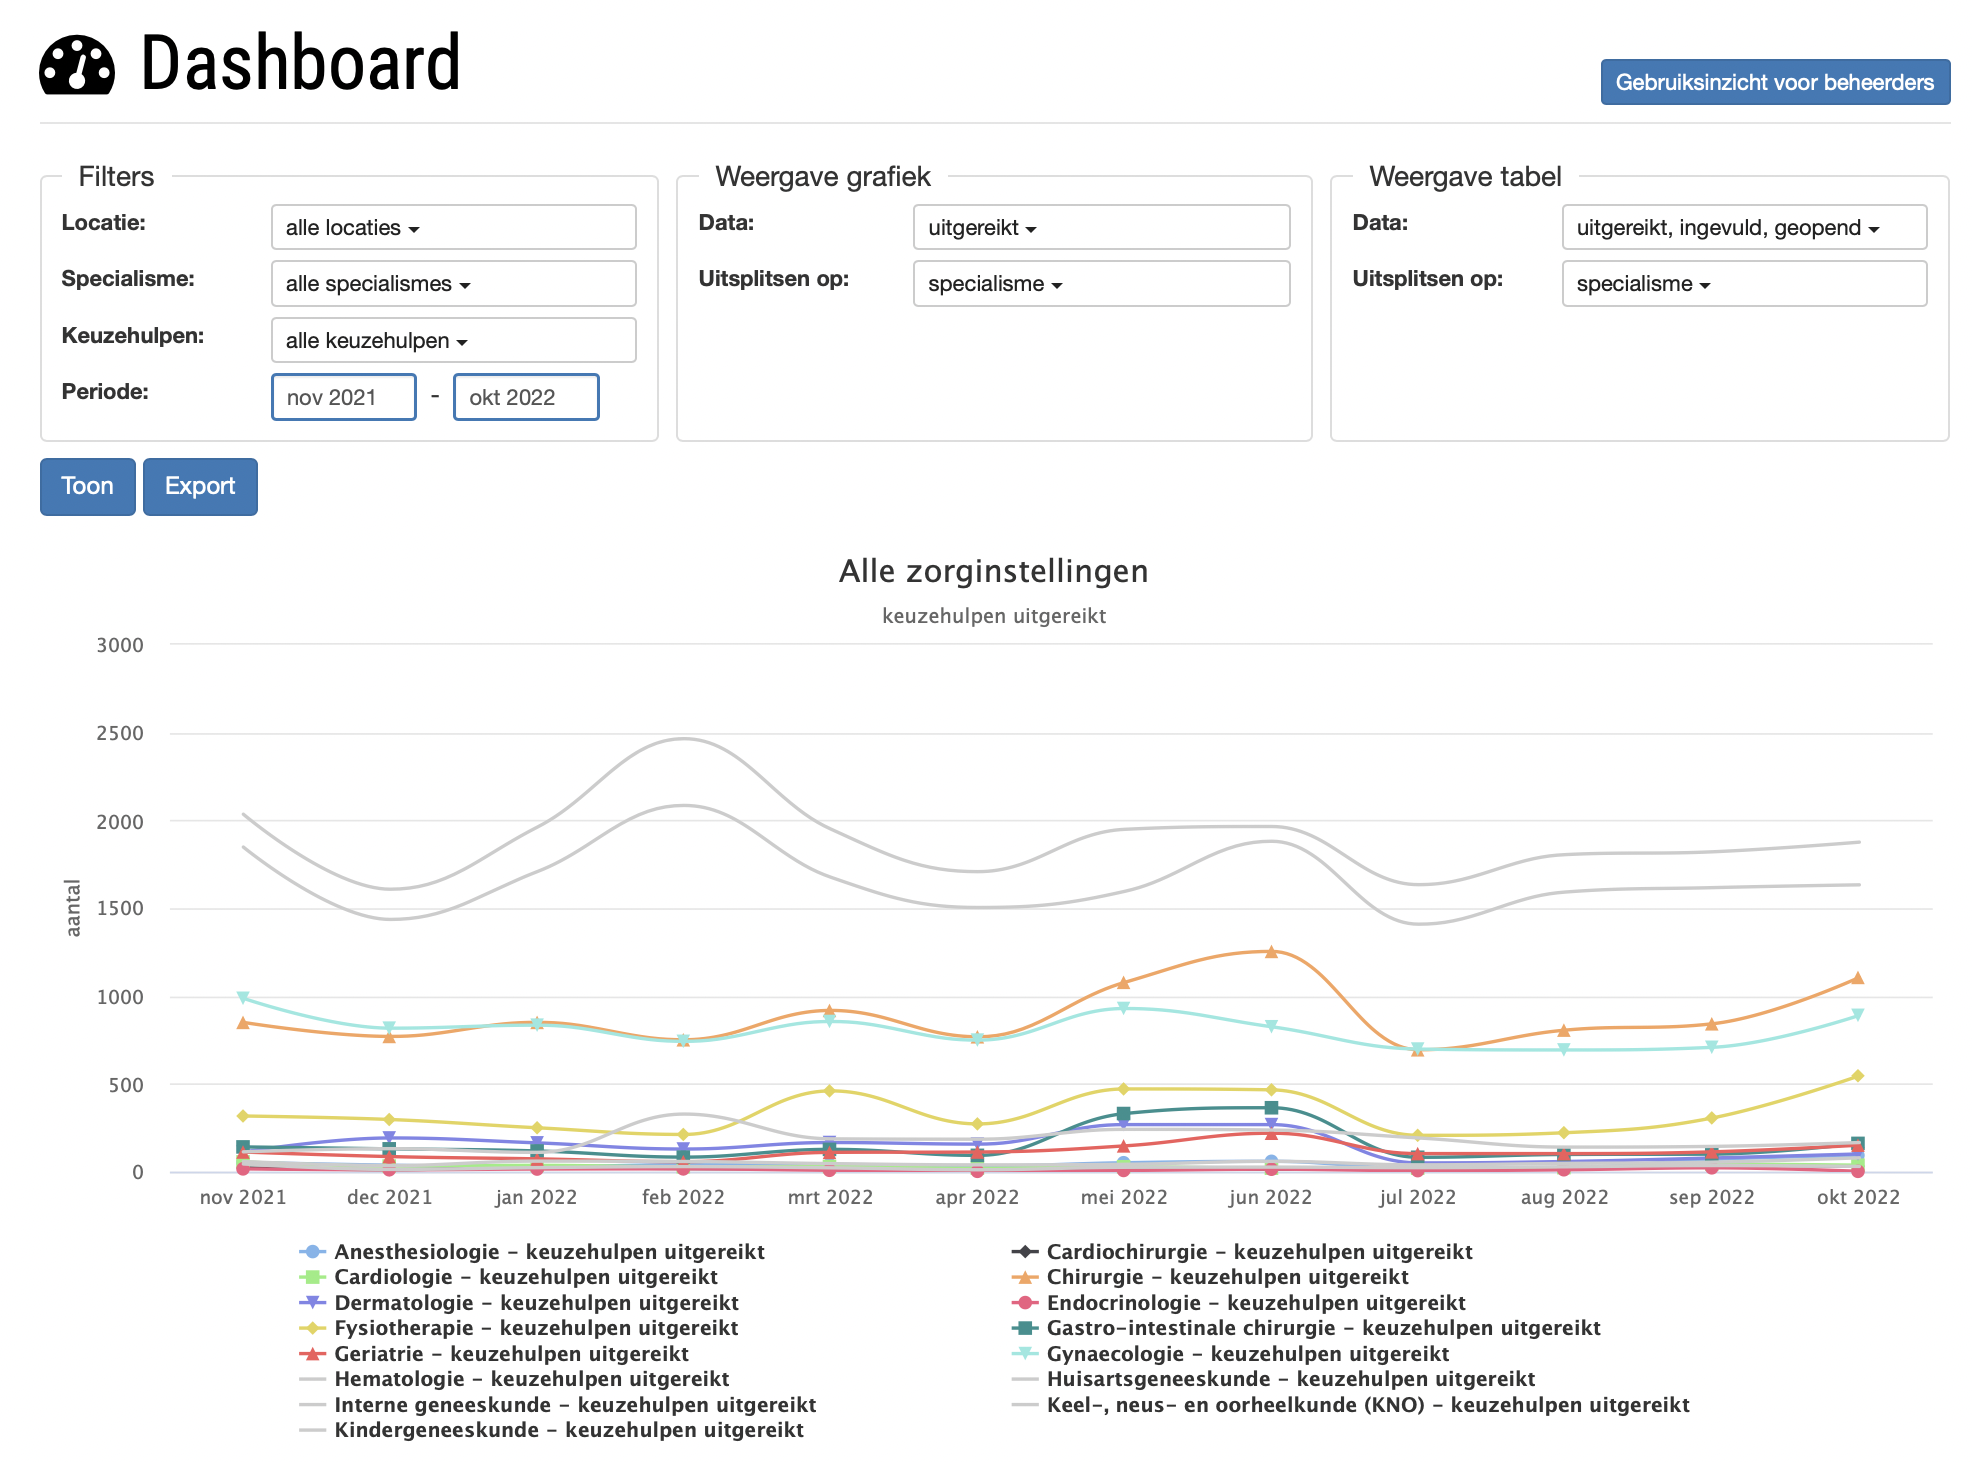 Dashboard
Gebruiksinzicht voor beheerders
Filters
Locatie: alle locaties
Specialisme: alle specialismes
Keuzehulpen: alle keuzehulpen
Periode: nov 2021 - okt 2022
Weergave grafiek
Data: uitgereikt
Uitsplitsen op: specialisme
Weergave tabel
Data: uitgereikt, ingevuld, geopend
Uitsplitsen op: specialisme
Toon Export
Alle zorginstellingen
keuzehulpen uitgereikt
aantal
3000
2500
2000
1500
1000
500
0
nov 2021 dec 2021 jan 2022 feb 2022 mrt 2022 apr 2022 mei 2022 jun 2022 jul 2022 aug 2022 sep 2022 okt 2022
Anesthesiologie – keuzehulpen uitgereikt
Cardiochirurgie – keuzehulpen uitgereikt
Cardiologie – keuzehulpen uitgereikt
Chirurgie – keuzehulpen uitgereikt
Dermatologie – keuzehulpen uitgereikt
Endocrinologie – keuzehulpen uitgereikt
Fysiotherapie – keuzehulpen uitgereikt
Gastro-intestinale chirurgie – keuzehulpen uitgereikt
Geriatrie – keuzehulpen uitgereikt
Gynaecologie – keuzehulpen uitgereikt
Hematologie – keuzehulpen uitgereikt
Huisartsgeneeskunde – keuzehulpen uitgereikt
Interne geneeskunde – keuzehulpen uitgereikt
Keel-, neus- en oorheelkunde (KNO) – keuzehulpen uitgereikt
Kindergeneeskunde – keuzehulpen uitgereikt